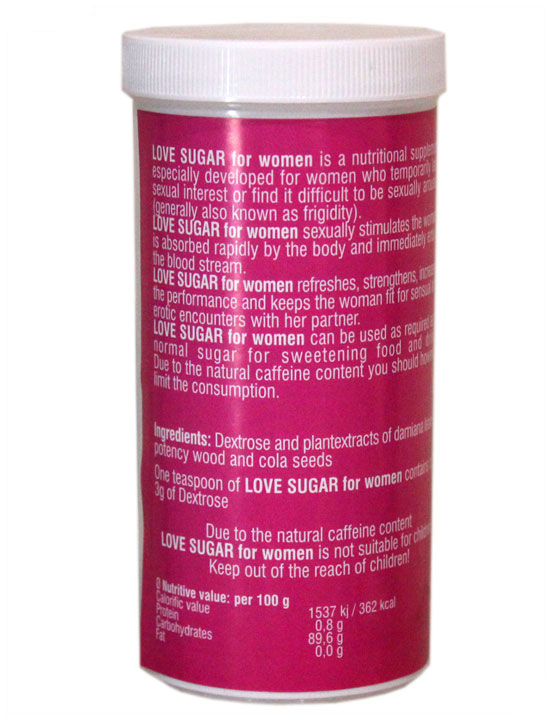 LOVE SUGAR for women is a nutritional
especially developed for women who temporarily
sexual interest or find it difficult to be sexually
(generally also known as frigidity).
LOVE SUGAR for women sexually stimulates the
is absorbed rapidly by the body and immediately
the blood stream.
LOVE SUGAR for women refreshes, strengthens,
the performance and keeps the woman fit for
erotic encounters with her partner.
LOVE SUGAR for women can be used as required
normal sugar for sweetening food and
Due to the natural caffeine content you should
limit the consumption.
Ingredients: Dextrose and plantextracts of damiana
potency wood and cola seeds
One teaspoon of LOVE SUGAR for women contains
3g of Dextrose
Due to the natural caffeine content
LOVE SUGAR for women is not suitable for
Keep out of the reach of children!
Ø Nutritive value: per 100 g
Calorific value 1537 kj / 362 kcal
Protein 0,8 g
Carbohydrates 89,6 g
Fat 0,0 g